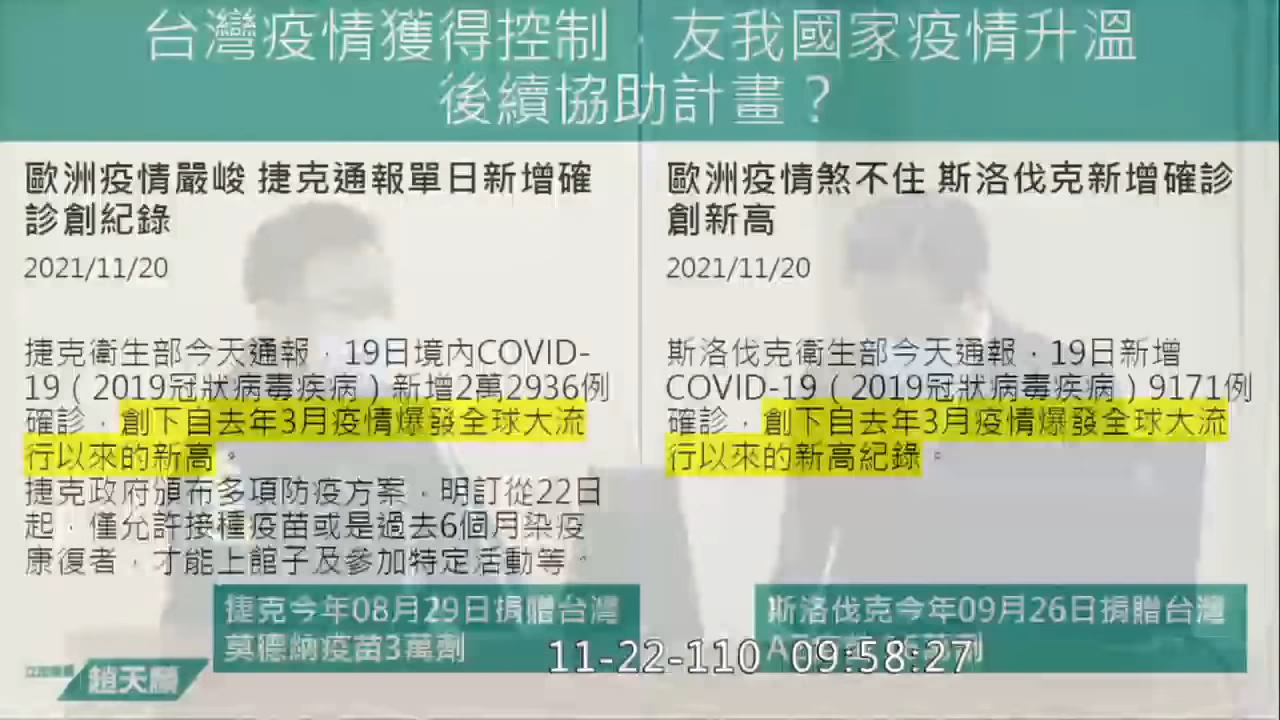 台灣疫情獲得控制，友我國家疫情升溫
後續協助計畫？
歐洲疫情嚴峻 捷克通報單日新增確
診創紀錄
2021/11/20
捷克衛生部今天通報，19日境內COVID-
19（2019冠狀病毒疾病）新增2萬2936例
確診，創下自去年3月疫情爆發全球大流
行以來的新高。
捷克政府頒布多項防疫方案，明訂從22日
起，僅允許接種疫苗或是過去6個月染疫
康復者，才能上館子及參加特定活動等。
捷克今年08月29日捐贈台灣
莫德納疫苗3萬劑
歐洲疫情煞不住 斯洛伐克新增確診
創新高
2021/11/20
斯洛伐克衛生部今天通報，19日新增
COVID-19（2019冠狀病毒疾病）9171例
確診，創下自去年3月疫情爆發全球大流
行以來的新高紀錄。
斯洛伐克今年09月26日捐贈台灣
趙天麟
11-22-110 09:58:27